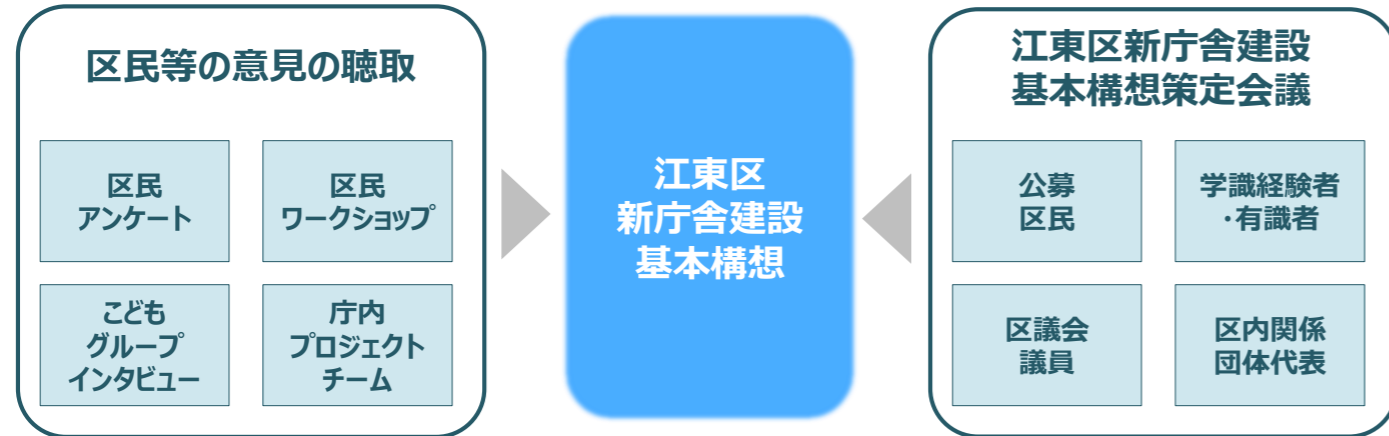 区民等の意見の聴取
区民
アンケート
区民
ワークショップ
こども
グループ
インタビュー
庁内
プロジェクト
チーム
江東区
新庁舎建設
基本構想
江東区新庁舎建設
基本構想策定会議
公募
区民
学識経験者
・有識者
区議会
議員
区内関係
団体代表